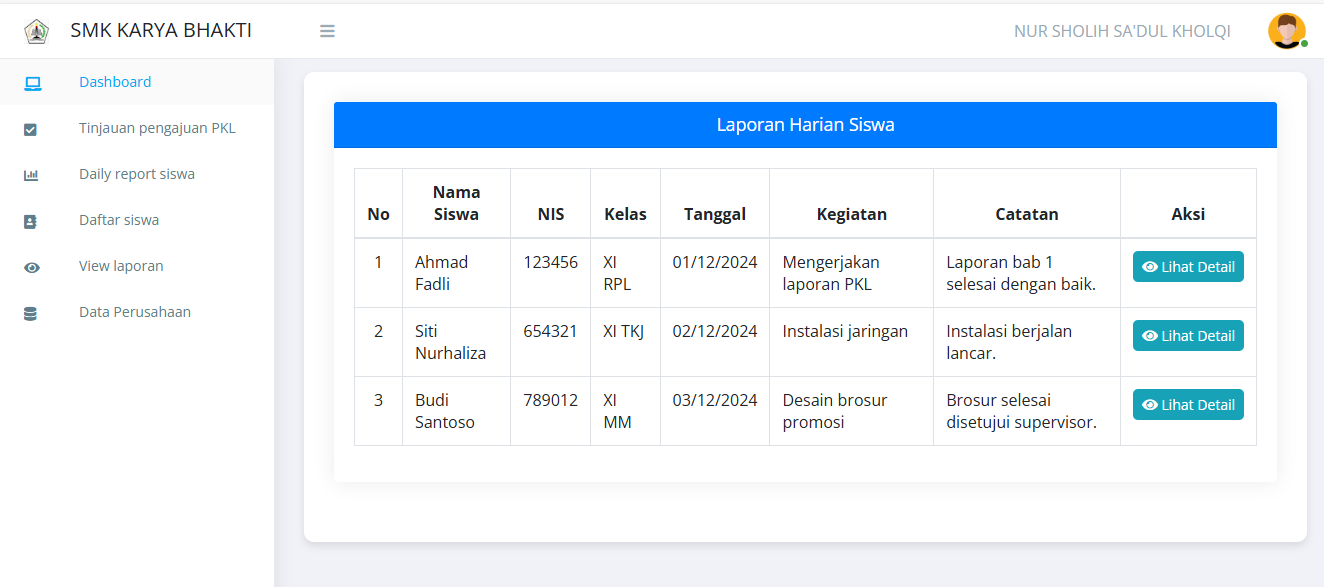 SMK KARYA BHAKTI
NUR SHOLIH SA'DUL KHOLQI
Dashboard
Tinjauan pengajuan PKL
Daily report siswa
Daftar siswa
View laporan
Data Perusahaan
Laporan Harian Siswa
No Nama Siswa NIS Kelas Tanggal Kegiatan Catatan Aksi
1 Ahmad Fadli 123456 XI RPL 01/12/2024 Mengerjakan laporan PKL Laporan bab 1 selesai dengan baik. Lihat Detail
2 Siti Nurhaliza 654321 XI TKJ 02/12/2024 Instalasi jaringan Instalasi berjalan lancar. Lihat Detail
3 Budi Santoso 789012 XI MM 03/12/2024 Desain brosur promosi Brosur selesai disetujui supervisor. Lihat Detail